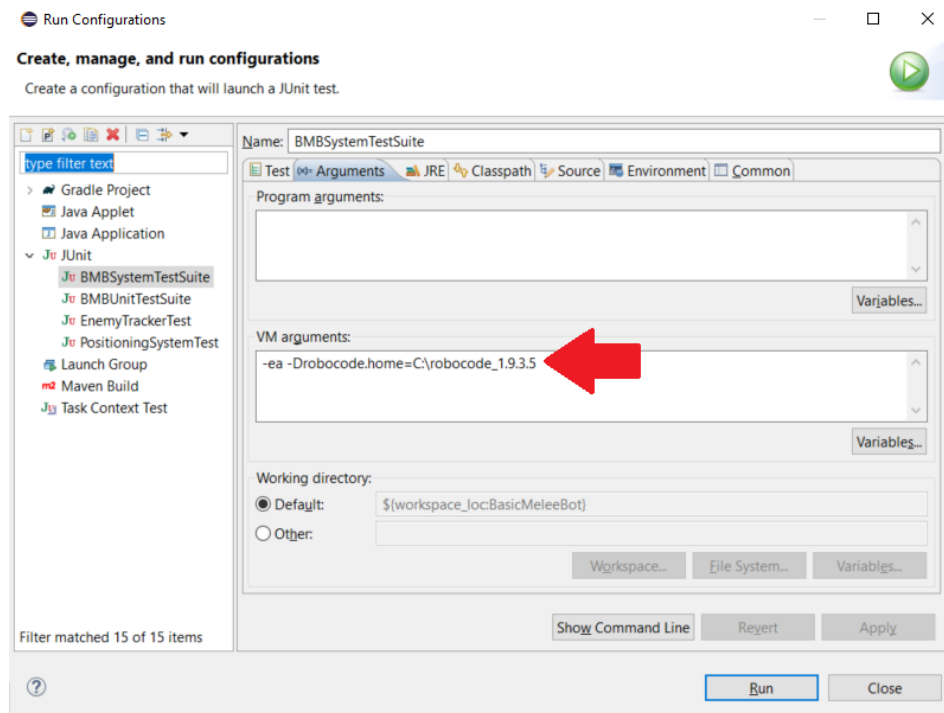 Run Configurations
Create, manage, and run configurations
Create a configuration that will launch a JUnit test.
type filter text
Gradle Project
Java Applet
Java Application
JUnit
BMBSystemTestSuite
BMBUnitTestSuite
EnemyTrackerTest
PositioningSystemTest
Launch Group
Maven Build
Task Context Test
Filter matched 15 of 15 items
Name: BMBSystemTestSuite
Test Arguments JRE Classpath Source Environment Common
Program arguments:
Variables...
VM arguments:
-ea -Drobocode.home=C:\robocode_1.9.3.5
Variables...
Working directory:
Default: ${workspace_loc:BasicMeleeBot}
Other:
Workspace... File System... Variables...
Show Command Line Revert Apply
Run Close